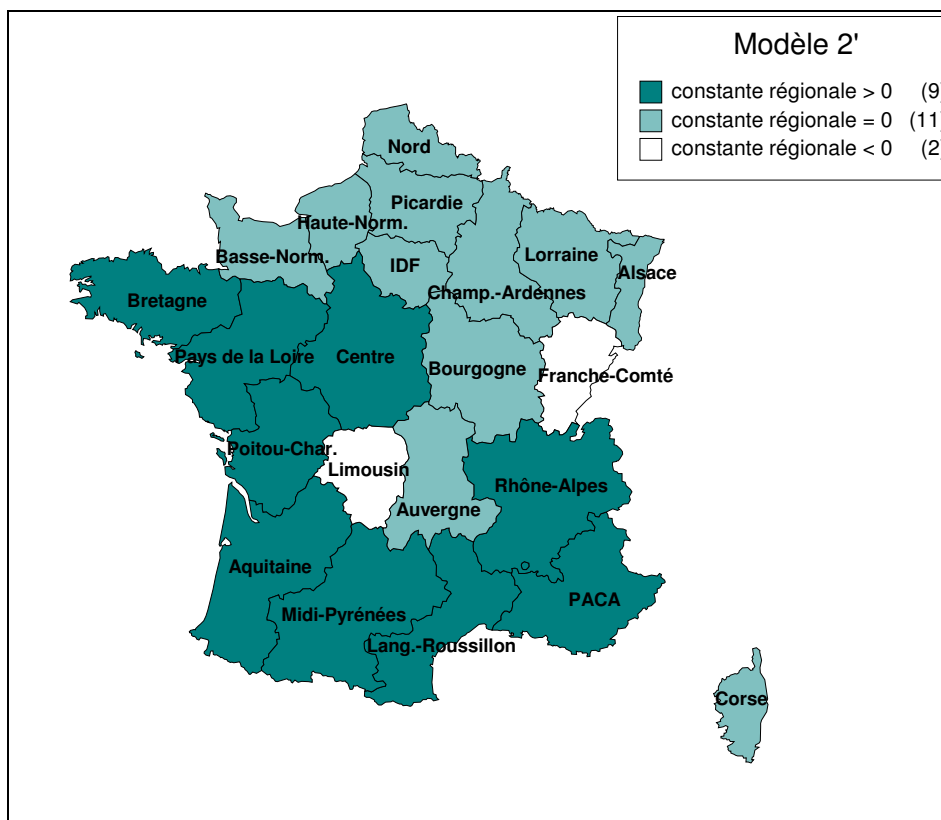 Modèle 2'
constante régionale > 0 (9)
constante régionale = 0 (11)
constante régionale < 0 (2)
Nord
Picardie
Haute-Norm.
Basse-Norm.
IDF
Lorraine
Alsace
Champ.-Ardennes
Bretagne
Pays de la Loire
Centre
Bourgogne
Franche-Comté
Poitou-Char.
Limousin
Rhône-Alpes
Auvergne
Aquitaine
Midi-Pyrénées
PACA
Lang.-Roussillon
Corse